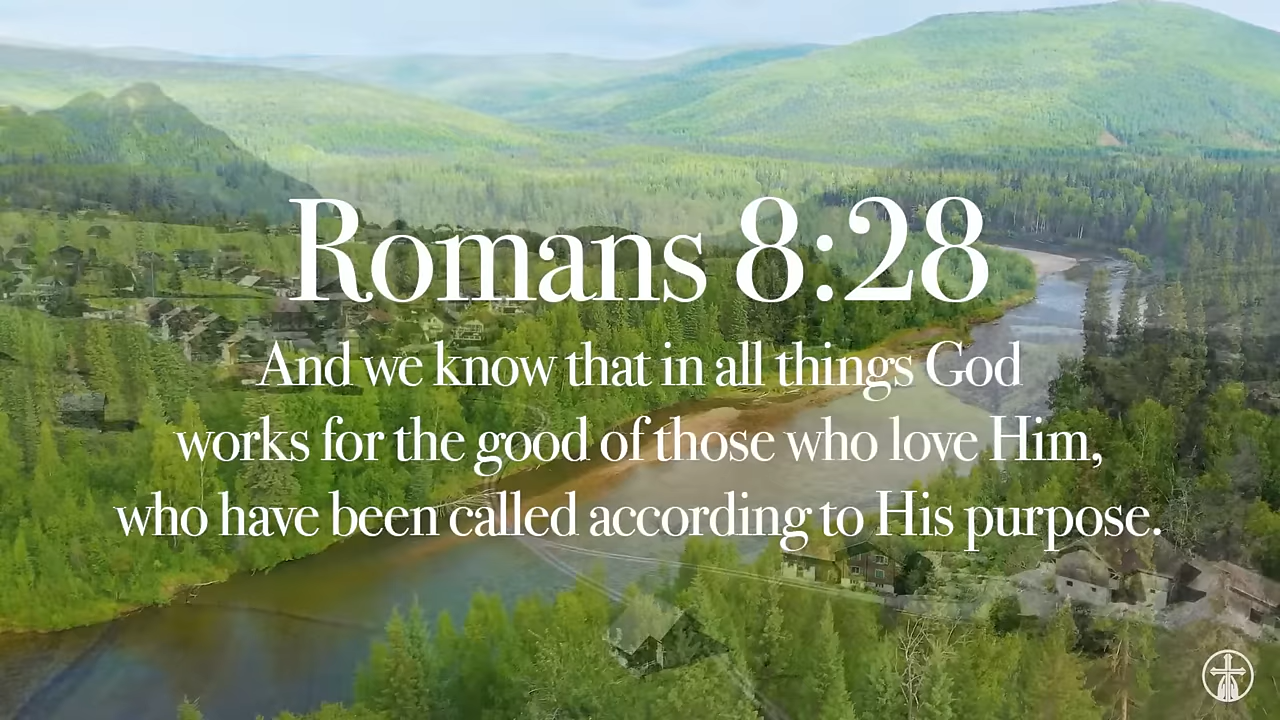 Romans 8:28
And we know that in all things God
works for the good of those who love Him,
who have been called according to His purpose.